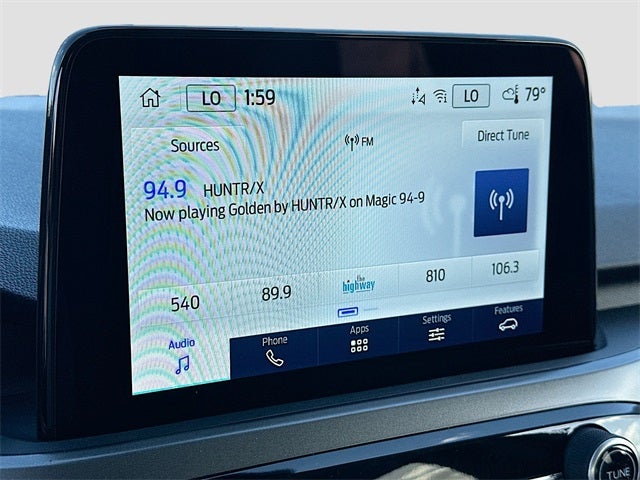 LO 1:59 LO 79°
Sources FM Direct Tune
94.9 HUNTR/X
Now playing Golden by HUNTR/X on Magic 94-9
540 89.9 the highway 810 106.3
Audio Phone Apps Settings Features
TUNE